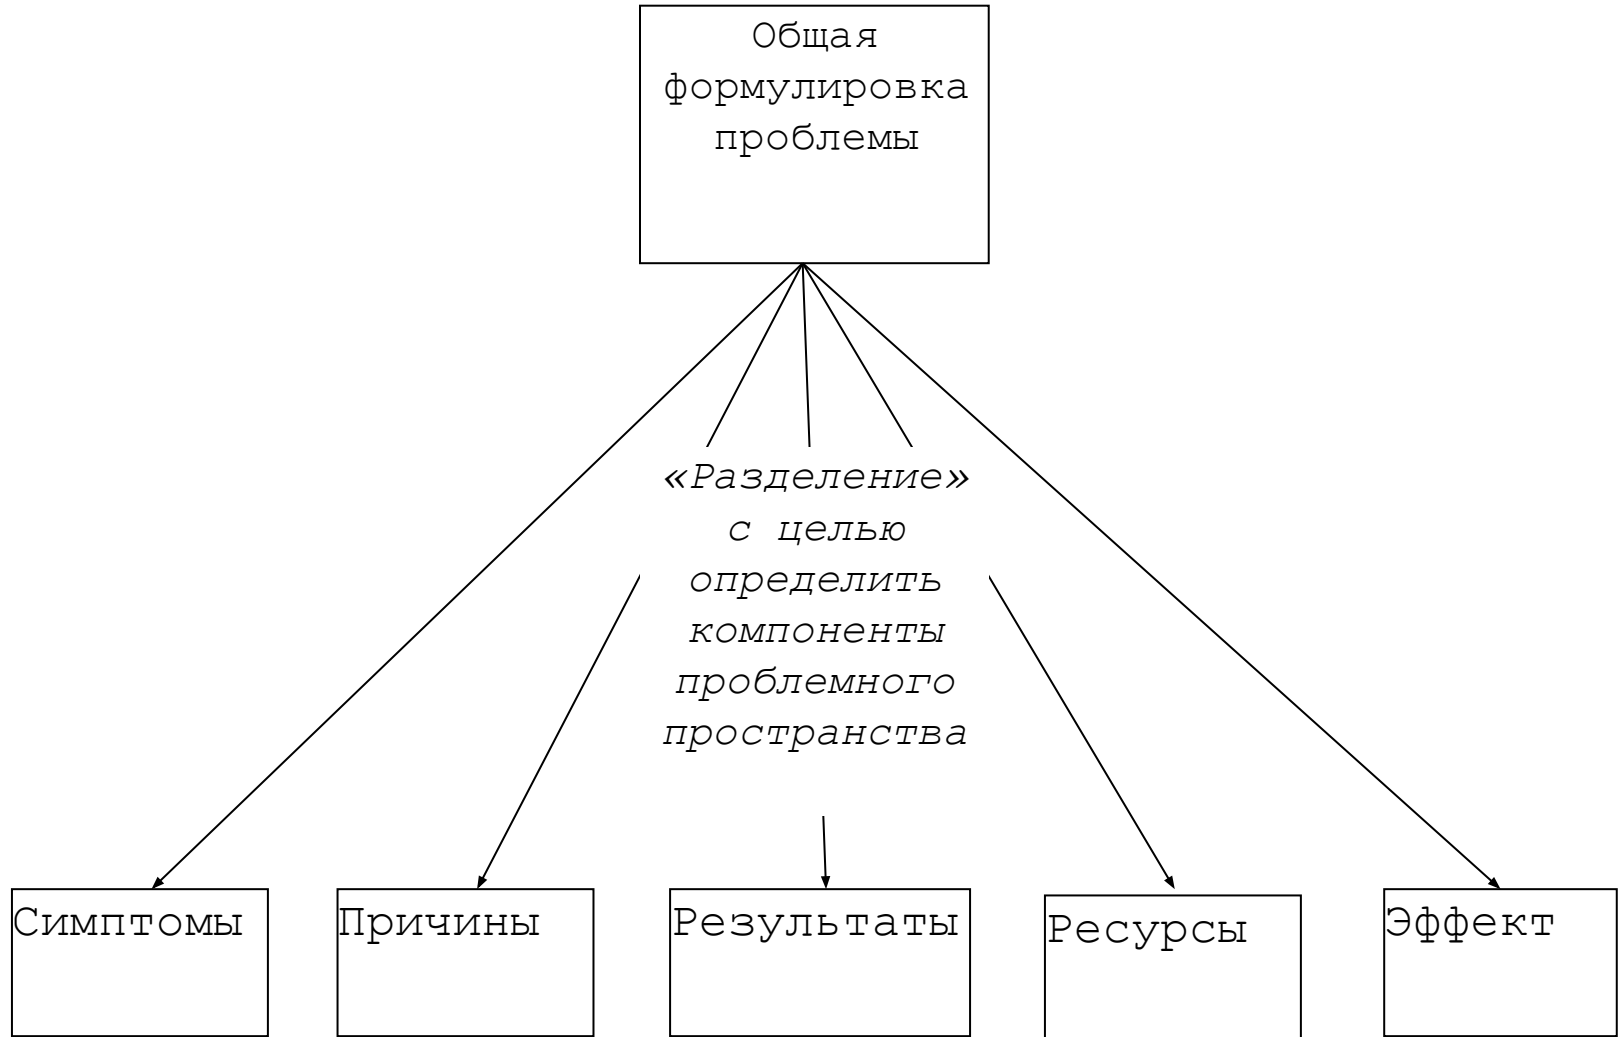 Общая
формулировка
проблемы
«Разделение»
с целью
определить
компоненты
проблемного
пространства
Симптомы
Причины
Результаты
Ресурсы
Эффект